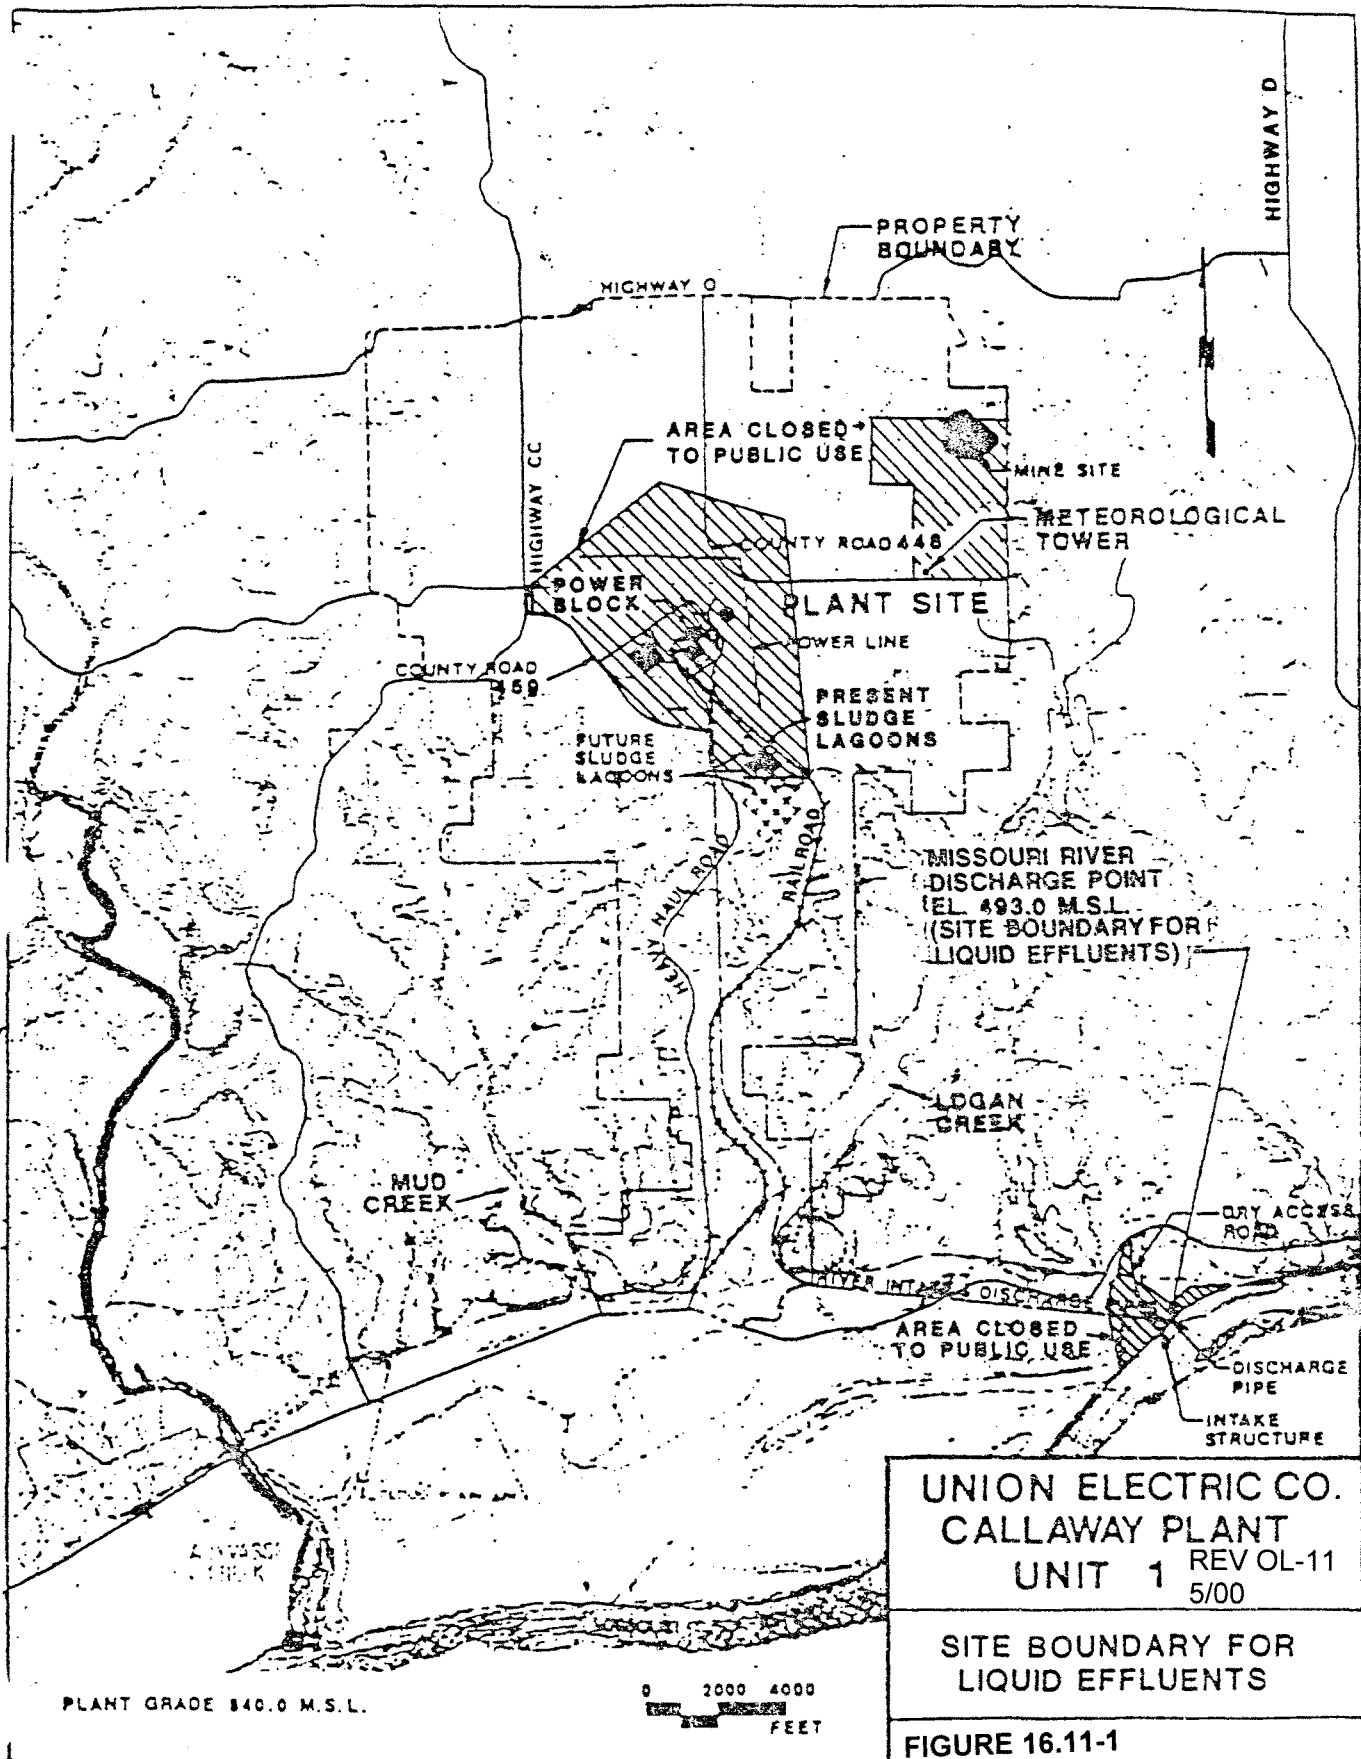 HIGHWAY D
PROPERTY
BOUNDARY
HIGHWAY O
HIGHWAY CC
AREA CLOSED
TO PUBLIC USE
MINE SITE
METEOROLOGICAL
TOWER
COUNTY ROAD 448
POWER
BLOCK
PLANT SITE
POWER LINE
COUNTY ROAD
459
PRESENT
SLUDGE
LAGOONS
FUTURE
SLUDGE
LAGOONS
HEAVY HAUL ROAD
RAILROAD
MISSOURI RIVER
DISCHARGE POINT
EL. 493.0 M.S.L.
(SITE BOUNDARY FOR
LIQUID EFFLUENTS)
LOGAN
CREEK
MUD
CREEK
DRY ACCESS
ROAD
RIVER INTAKE & DISCHARGE
AREA CLOSED
TO PUBLIC USE
DISCHARGE
PIPE
INTAKE
STRUCTURE
UNION ELECTRIC CO.
CALLAWAY PLANT
UNIT 1
REV OL-11
5/00
SITE BOUNDARY FOR
LIQUID EFFLUENTS
FIGURE 16.11-1
PLANT GRADE 840.0 M.S.L.
0 2000 4000
FEET